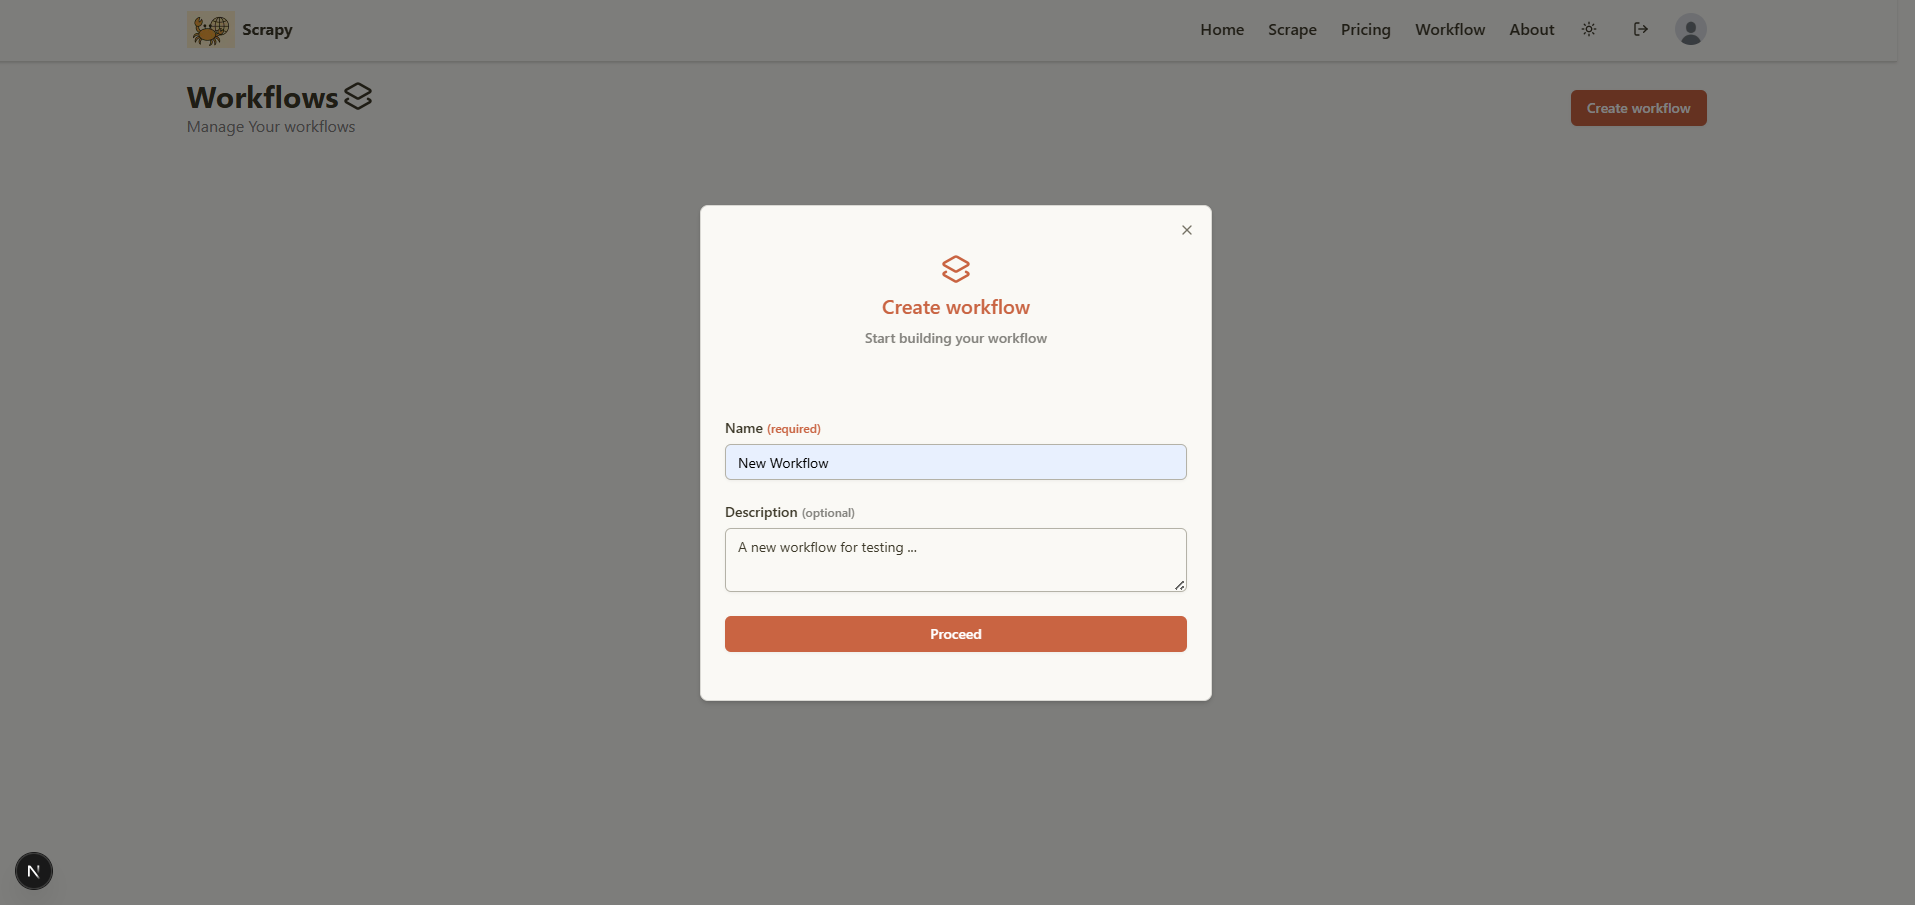 Scrapy
Home
Scrape
Pricing
Workflow
About
Workflows
Manage Your workflows
Create workflow
Create workflow
Start building your workflow
Name (required)
New Workflow
Description (optional)
A new workflow for testing ...
Proceed
N